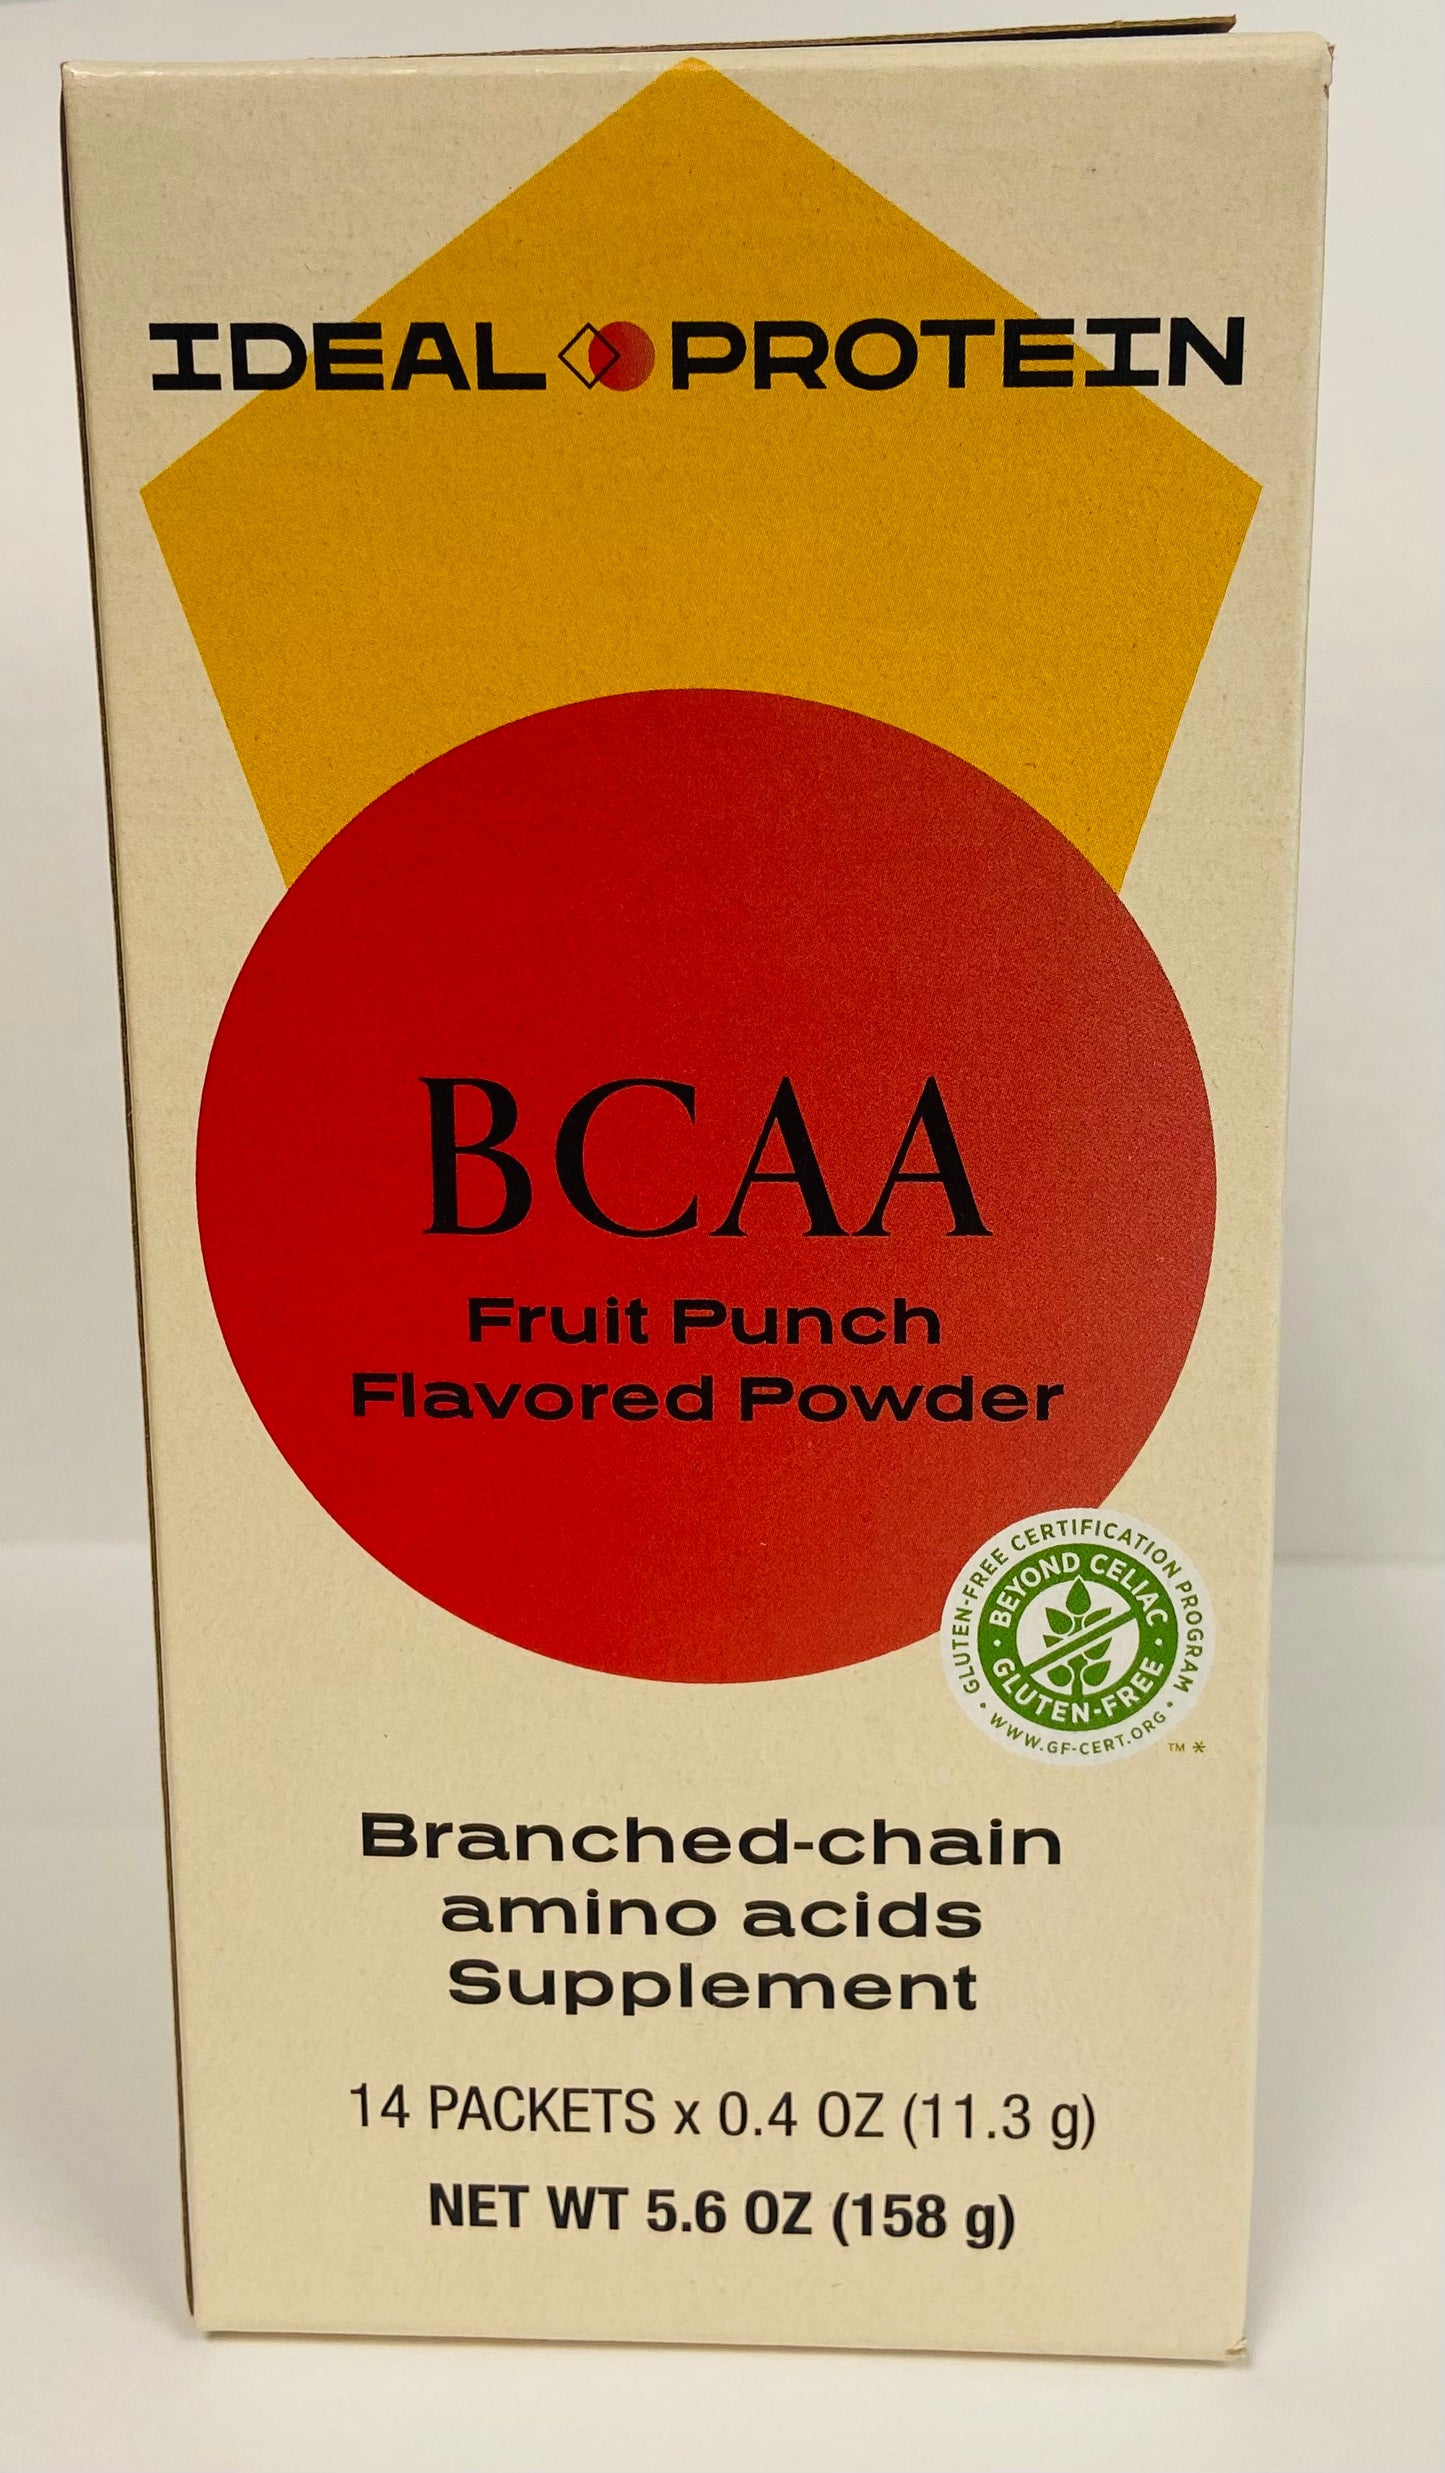 IDEAL PROTEIN
BCAA
Fruit Punch
Flavored Powder
GLUTEN-FREE CERTIFICATION PROGRAM
• WWW.GF-CERT.ORG •
BEYOND CELIAC
• GLUTEN-FREE •
™ *
Branched-chain
amino acids
Supplement
14 PACKETS x 0.4 OZ (11.3 g)
NET WT 5.6 OZ (158 g)